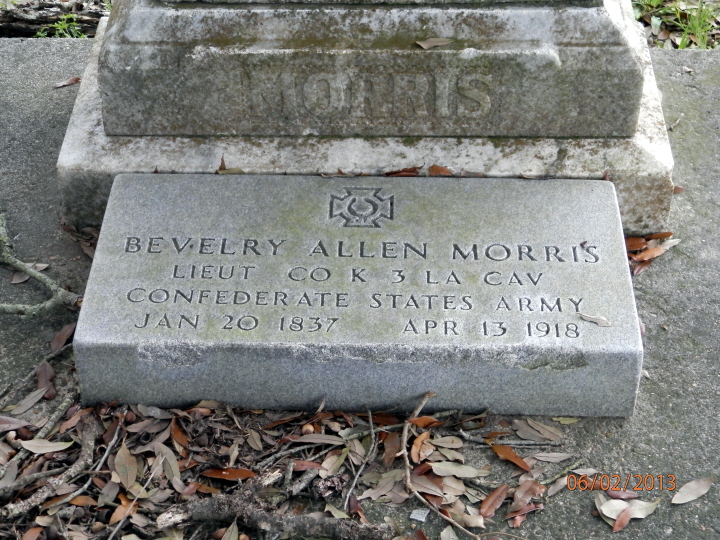 MORRIS
BEVELRY ALLEN MORRIS
LIEUT CO K 3 LA CAV
CONFEDERATE STATES ARMY
JAN 20 1837 APR 13 1918
06/02/2013